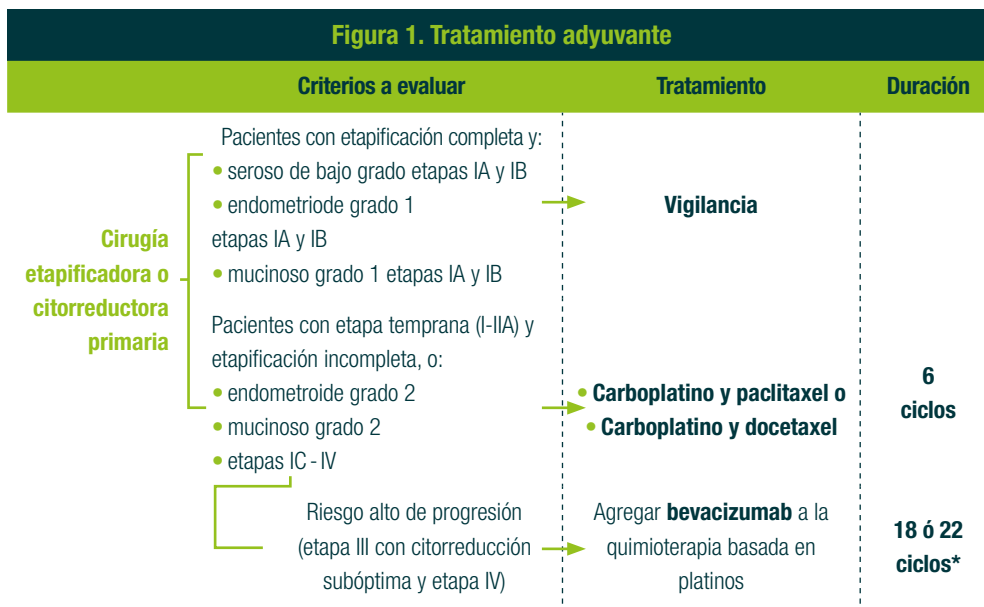 Figura 1. Tratamiento adyuvante
Criterios a evaluar
Tratamiento
Duración
Cirugía
etapificadora o
citorreductora
primaria
Pacientes con etapificación completa y:
• seroso de bajo grado etapas IA y IB
• endometriode grado 1
etapas IA y IB
• mucinoso grado 1 etapas IA y IB
Vigilancia
Pacientes con etapa temprana (I-IIA) y
etapificación incompleta, o:
• endometroide grado 2
• mucinoso grado 2
• etapas IC - IV
• Carboplatino y paclitaxel o
• Carboplatino y docetaxel
6
ciclos
Riesgo alto de progresión
(etapa III con citorreducción
subóptima y etapa IV)
Agregar bevacizumab a la
quimioterapia basada en
platinos
18 ó 22
ciclos*